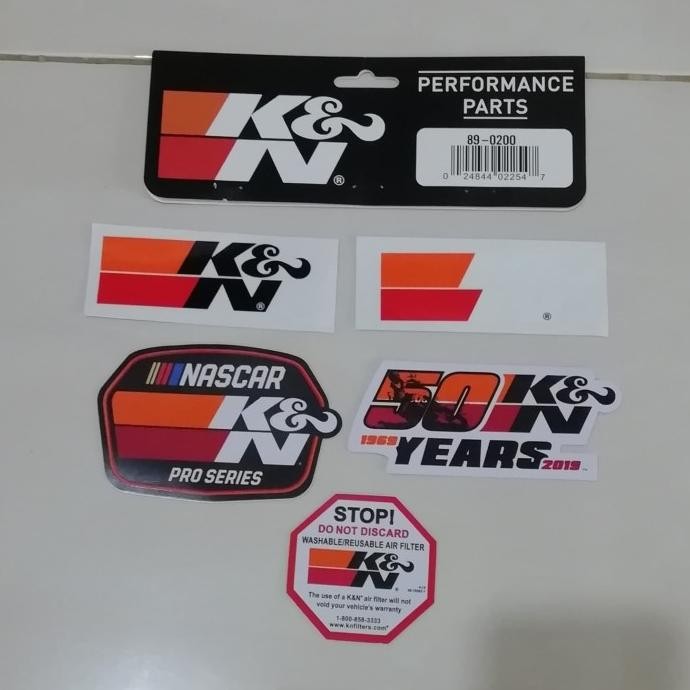 K&N®
PERFORMANCE
PARTS
89-0200
0 24844 02254 7
K&N®
®
NASCAR
K&N
PRO SERIES
50 K&N
1969 YEARS 2019
STOP!
DO NOT DISCARD
WASHABLE/REUSABLE AIR FILTER
K&N®
The use of a K&N® air filter will not
void your vehicle's warranty
1-800-858-3333
www.knfilters.com®